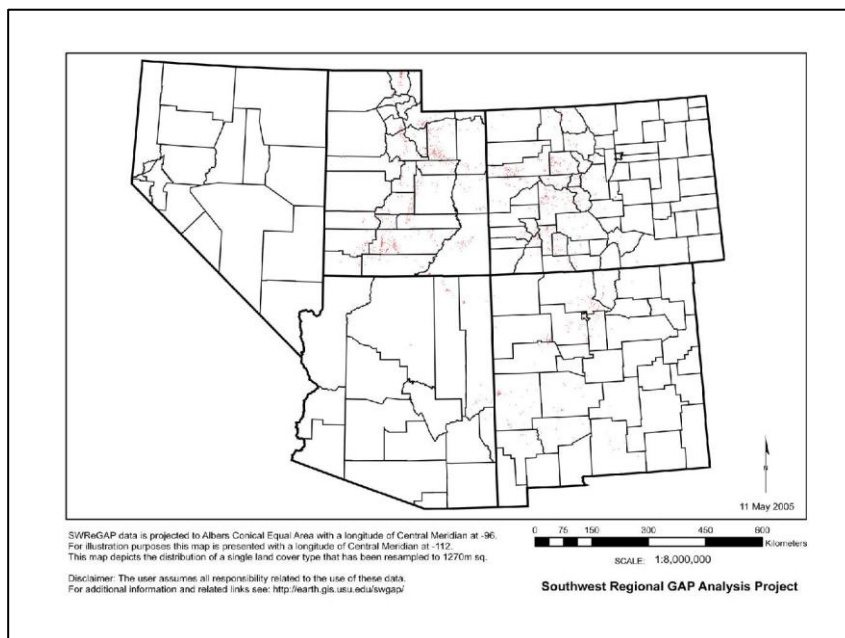 N
11 May 2005
SWReGAP data is projected to Albers Conical Equal Area with a longitude of Central Meridian at -96.
For illustration purposes this map is presented with a longitude of Central Meridian at -112.
This map depicts the distribution of a single land cover type that has been resampled to 1270m sq.
Disclaimer: The user assumes all responsibility related to the use of these data.
For additional information and related links see: http://earth.gis.usu.edu/swgap/
0 75 150 300 450 600
Kilometers
SCALE: 1:8,000,000
Southwest Regional GAP Analysis Project